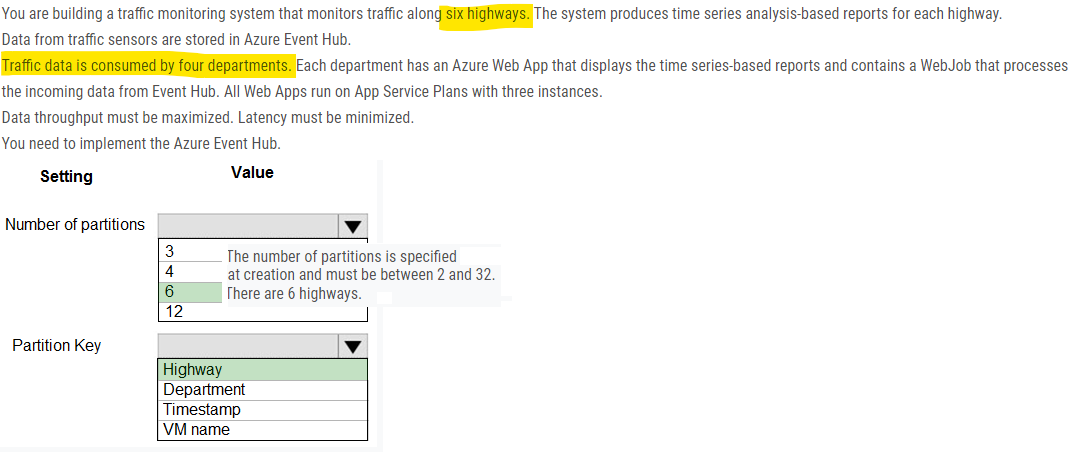 You are building a traffic monitoring system that monitors traffic along six highways. The system produces time series analysis-based reports for each highway.
Data from traffic sensors are stored in Azure Event Hub.
Traffic data is consumed by four departments. Each department has an Azure Web App that displays the time series-based reports and contains a WebJob that processes
the incoming data from Event Hub. All Web Apps run on App Service Plans with three instances.
Data throughput must be maximized. Latency must be minimized.
You need to implement the Azure Event Hub.
Setting Value
Number of partitions
3
4
6
12
The number of partitions is specified
at creation and must be between 2 and 32.
There are 6 highways.
Partition Key
Highway
Department
Timestamp
VM name